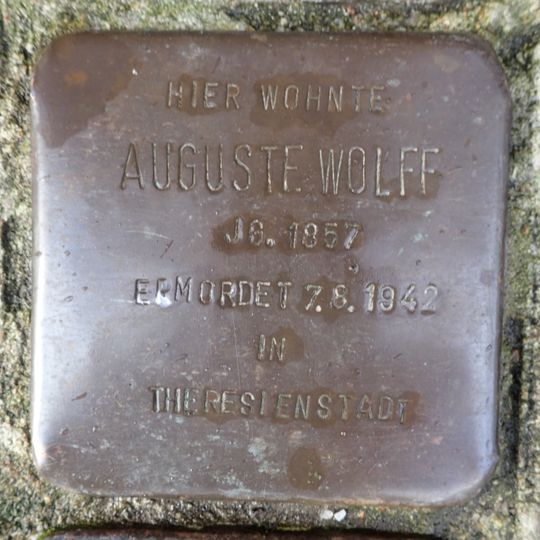 HIER WOHNTE
AUGUSTE WOLFF
JG. 1857
ERMORDET 7.8.1942
IN
THERESIENSTADT